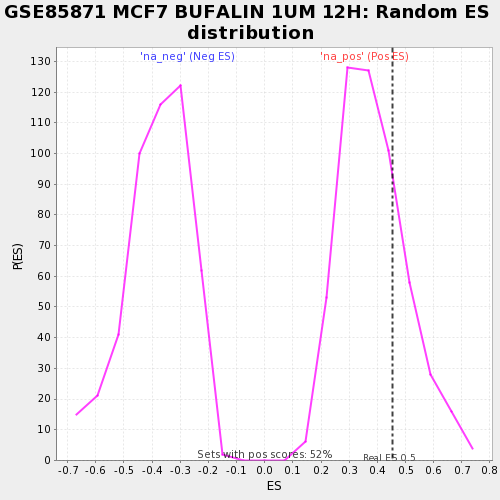 GSE85871 MCF7 BUFALIN 1UM 12H: Random ES
distribution
'na_neg' (Neg ES)
'na_pos' (Pos ES)
130
120
110
100
90
80
70
60
50
40
30
20
10
0
P(ES)
Sets with pos scores: 52%
Real ES 0.5
-0.7 -0.6 -0.5 -0.4 -0.3 -0.2 -0.1 0.0 0.1 0.2 0.3 0.4 0.5 0.6 0.7 0.8
ES